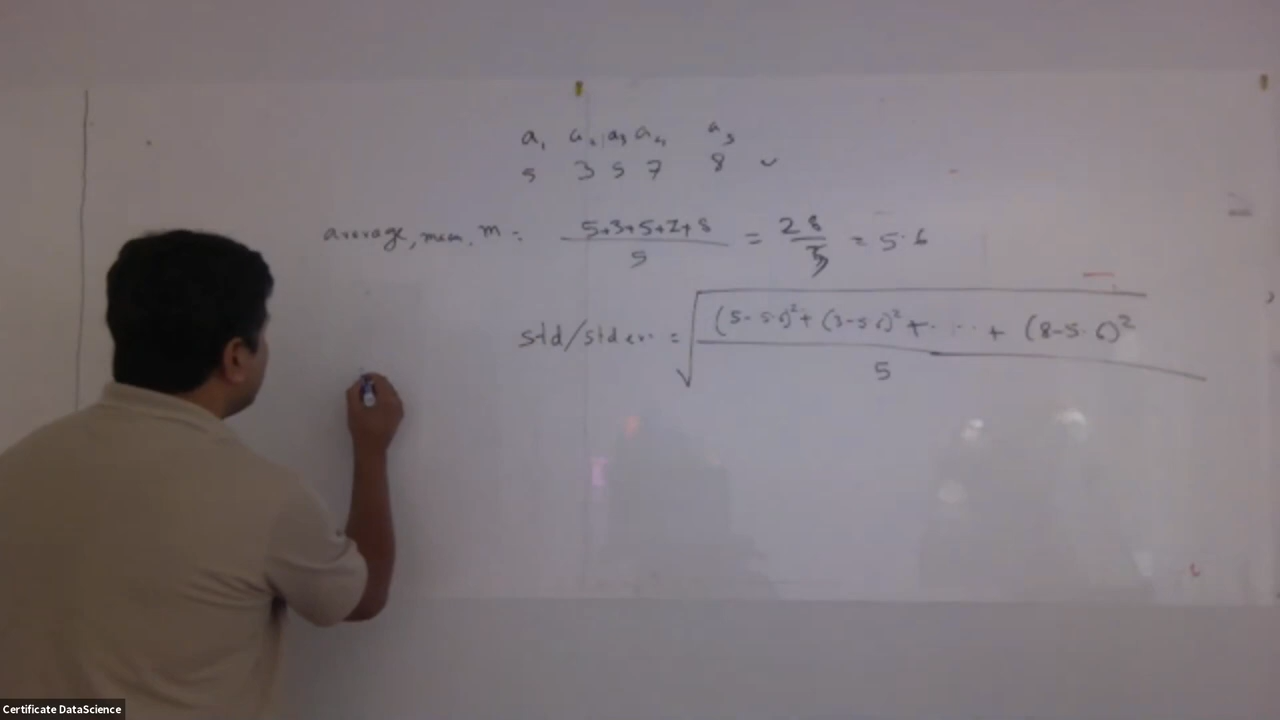 a₁ a₂ a₃ a₄ a₅
5 3 5 7 8
average, mean, m : (5+3+5+7+8)/5 = 28/5 = 5.6
std/stdev. = √(((5-5.6)²+(3-5.6)²+....+(8-5.6)²)/5)
Certificate DataScience